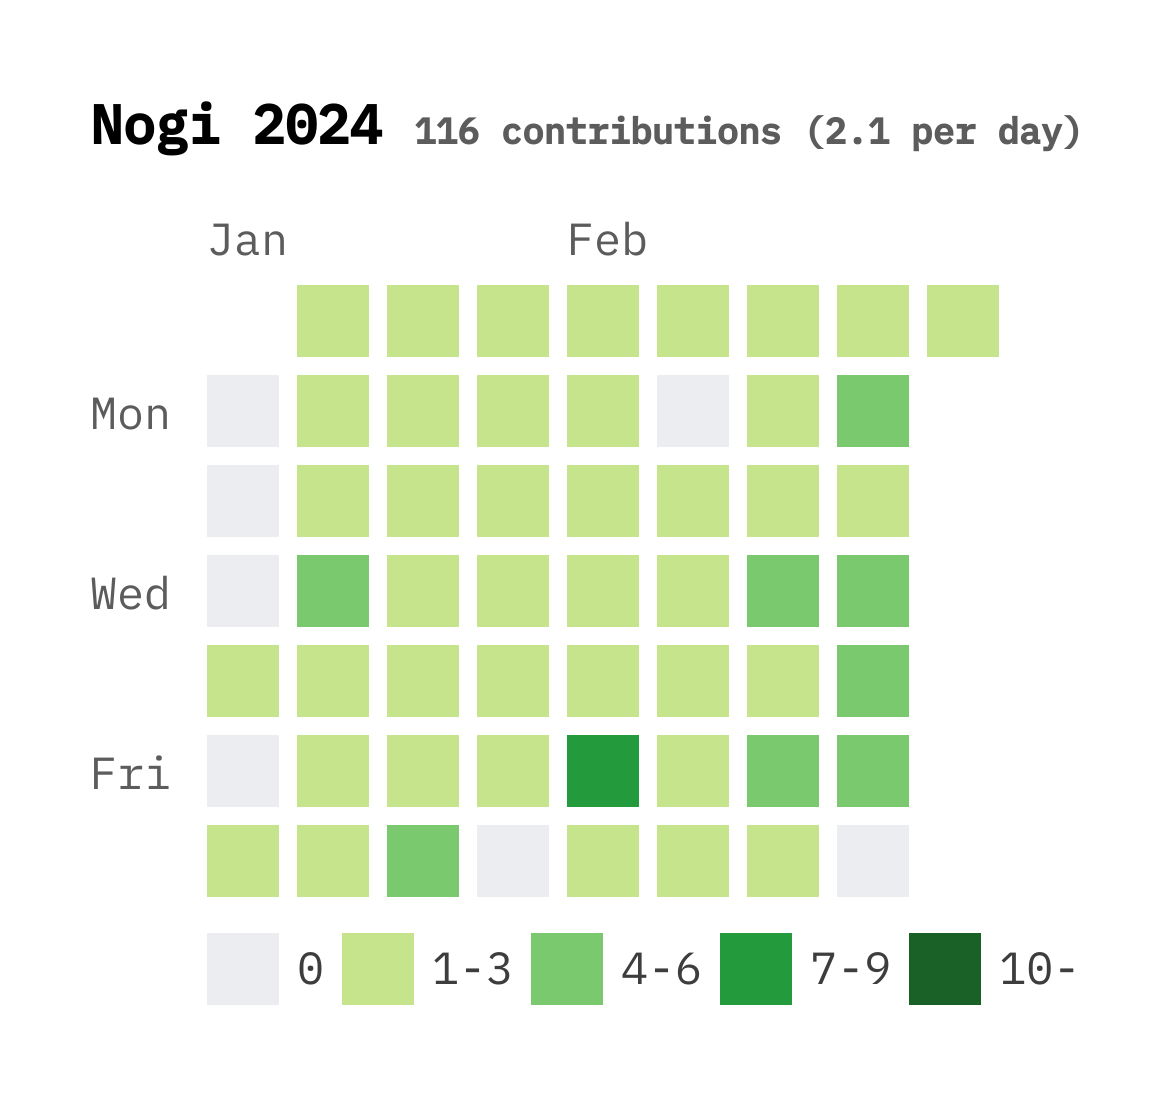 Nogi 2024 116 contributions (2.1 per day)
Jan Feb
Mon
Wed
Fri
0 1-3 4-6 7-9 10-